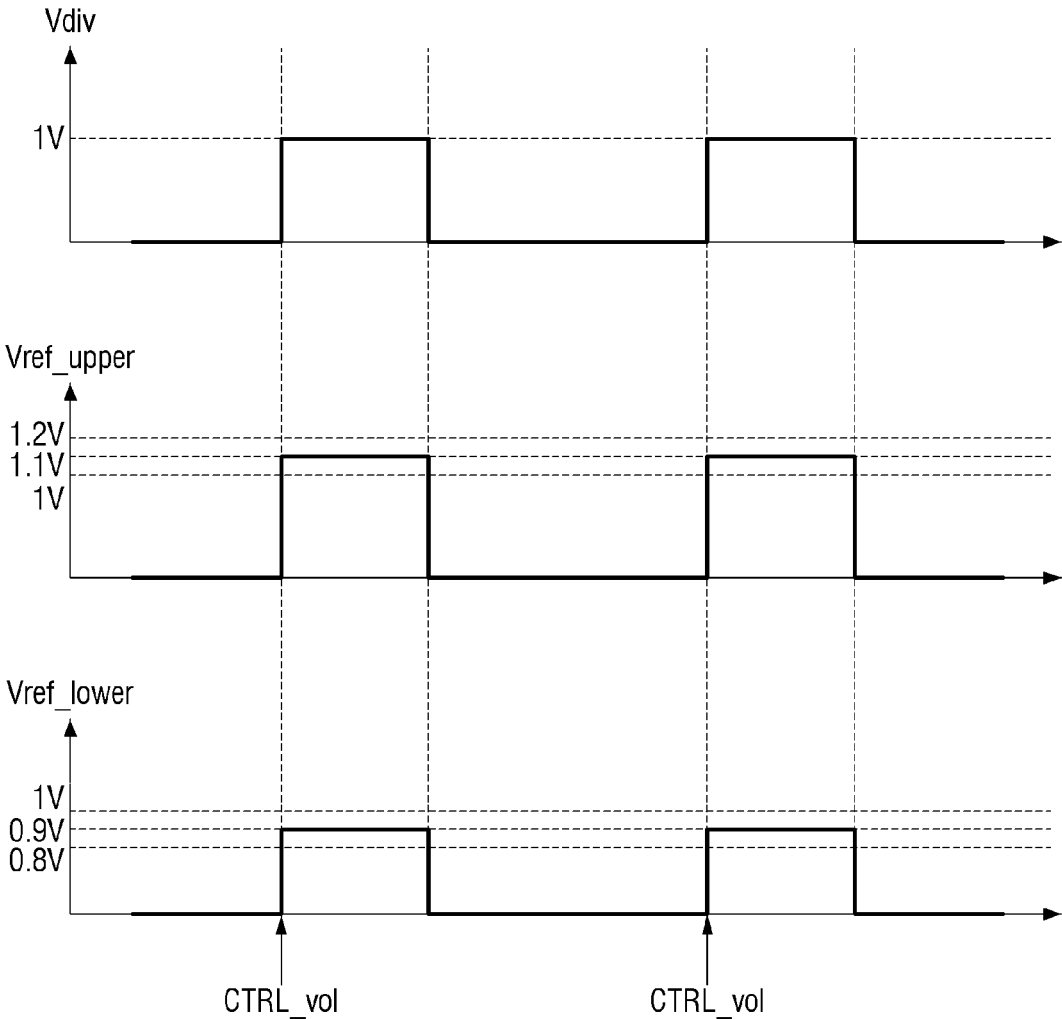 Vdiv
1V
Vref_upper
1.2V
1.1V
1V
Vref_lower
1V
0.9V
0.8V
CTRL_vol CTRL_vol